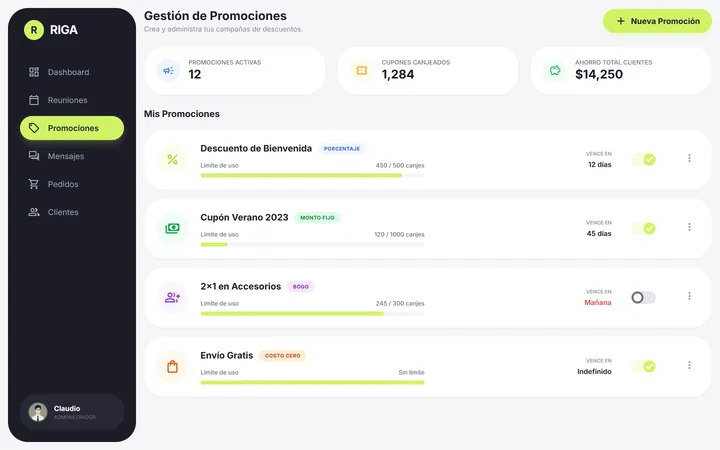 R RIGA
Dashboard
Reuniones
Promociones
Mensajes
Pedidos
Clientes
Claudio
ADMINISTRADOR
Gestión de Promociones
Crea y administra tus campañas de descuentos.
+ Nueva Promoción
PROMOCIONES ACTIVAS
12
CUPONES CANJEADOS
1,284
AHORRO TOTAL CLIENTES
$14,250
Mis Promociones
Descuento de Bienvenida PORCENTAJE
Límite de uso 450 / 500 canjes
VENCE EN
12 días
Cupón Verano 2023 MONTO FIJO
Límite de uso 120 / 1000 canjes
VENCE EN
45 días
2×1 en Accesorios BOGO
Límite de uso 245 / 300 canjes
VENCE EN
Mañana
Envío Gratis COSTO CERO
Límite de uso Sin límite
VENCE EN
Indefinido